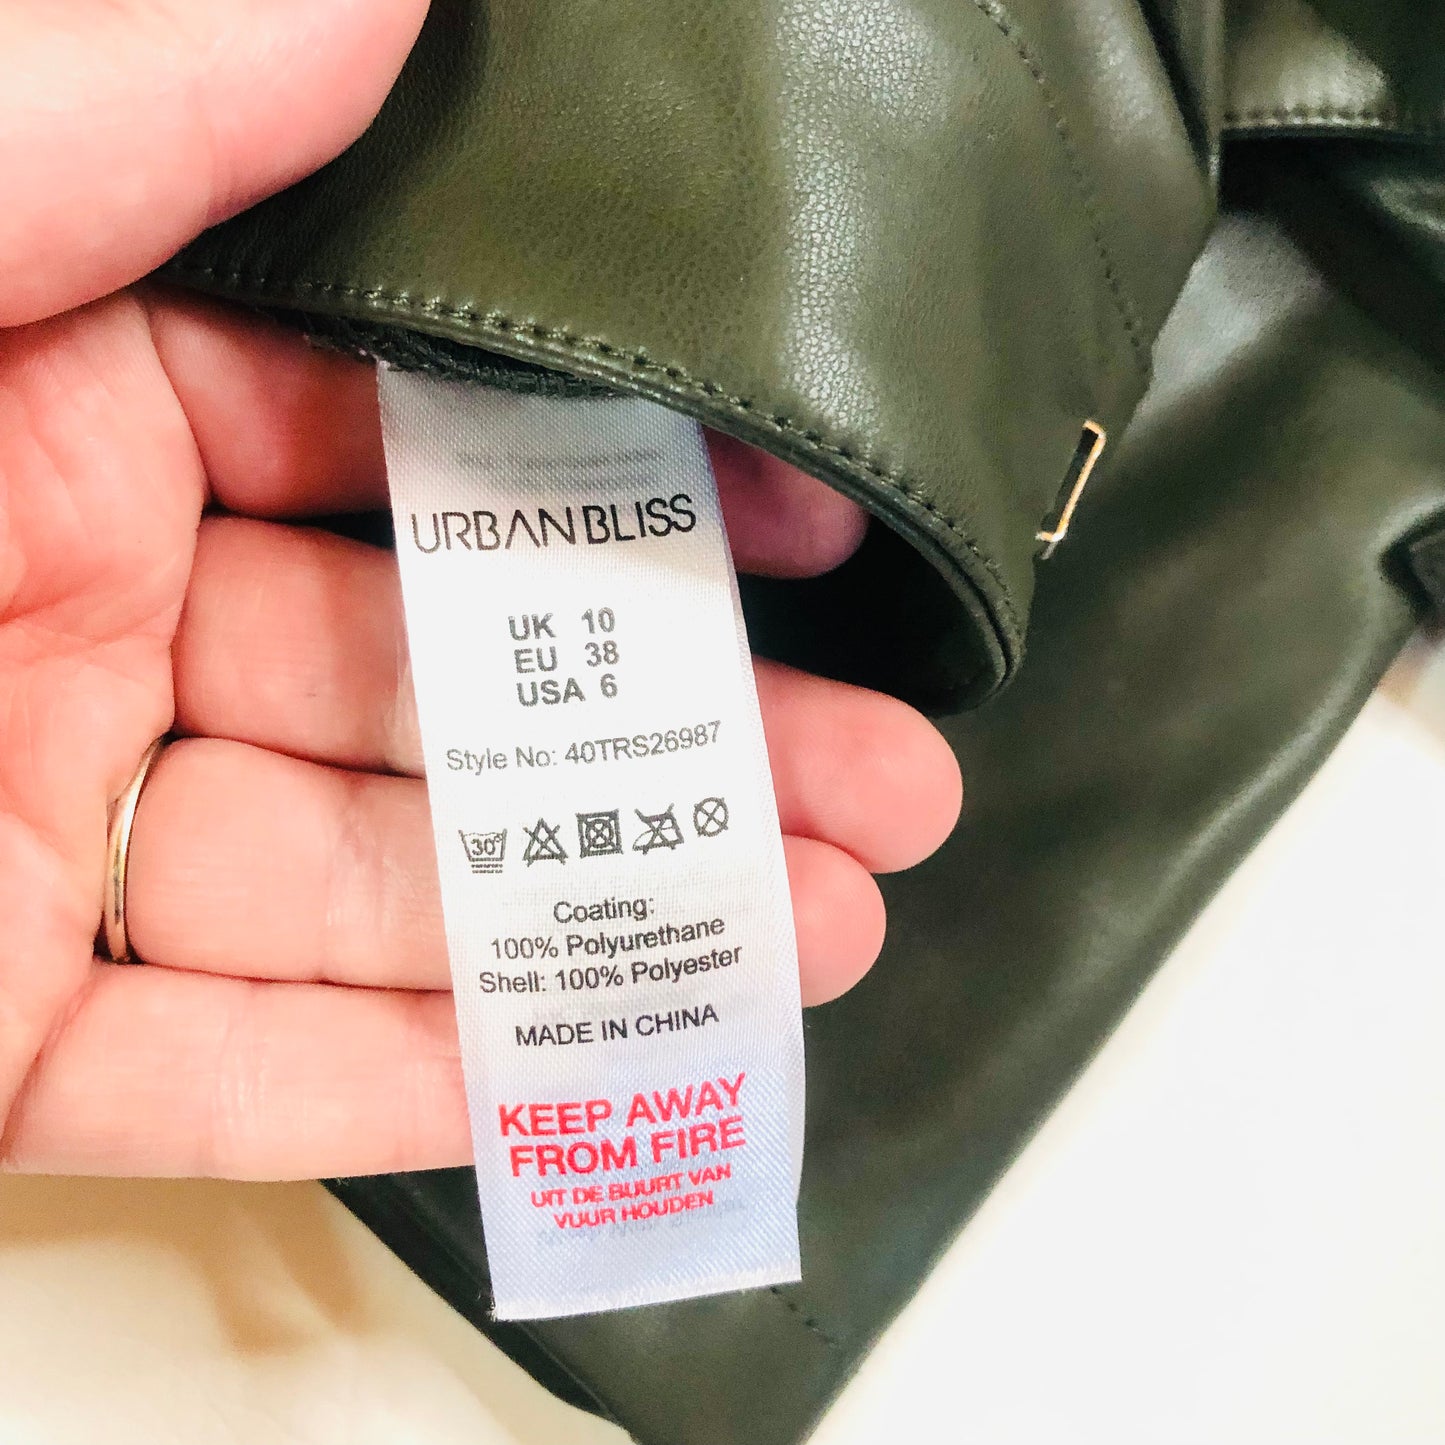 URBANBLISS
UK 10
EU 38
USA 6
Style No: 40TRS26987
30°
Coating:
100% Polyurethane
Shell: 100% Polyester
MADE IN CHINA
KEEP AWAY
FROM FIRE
UIT DE BUURT VAN
VUUR HOUDEN